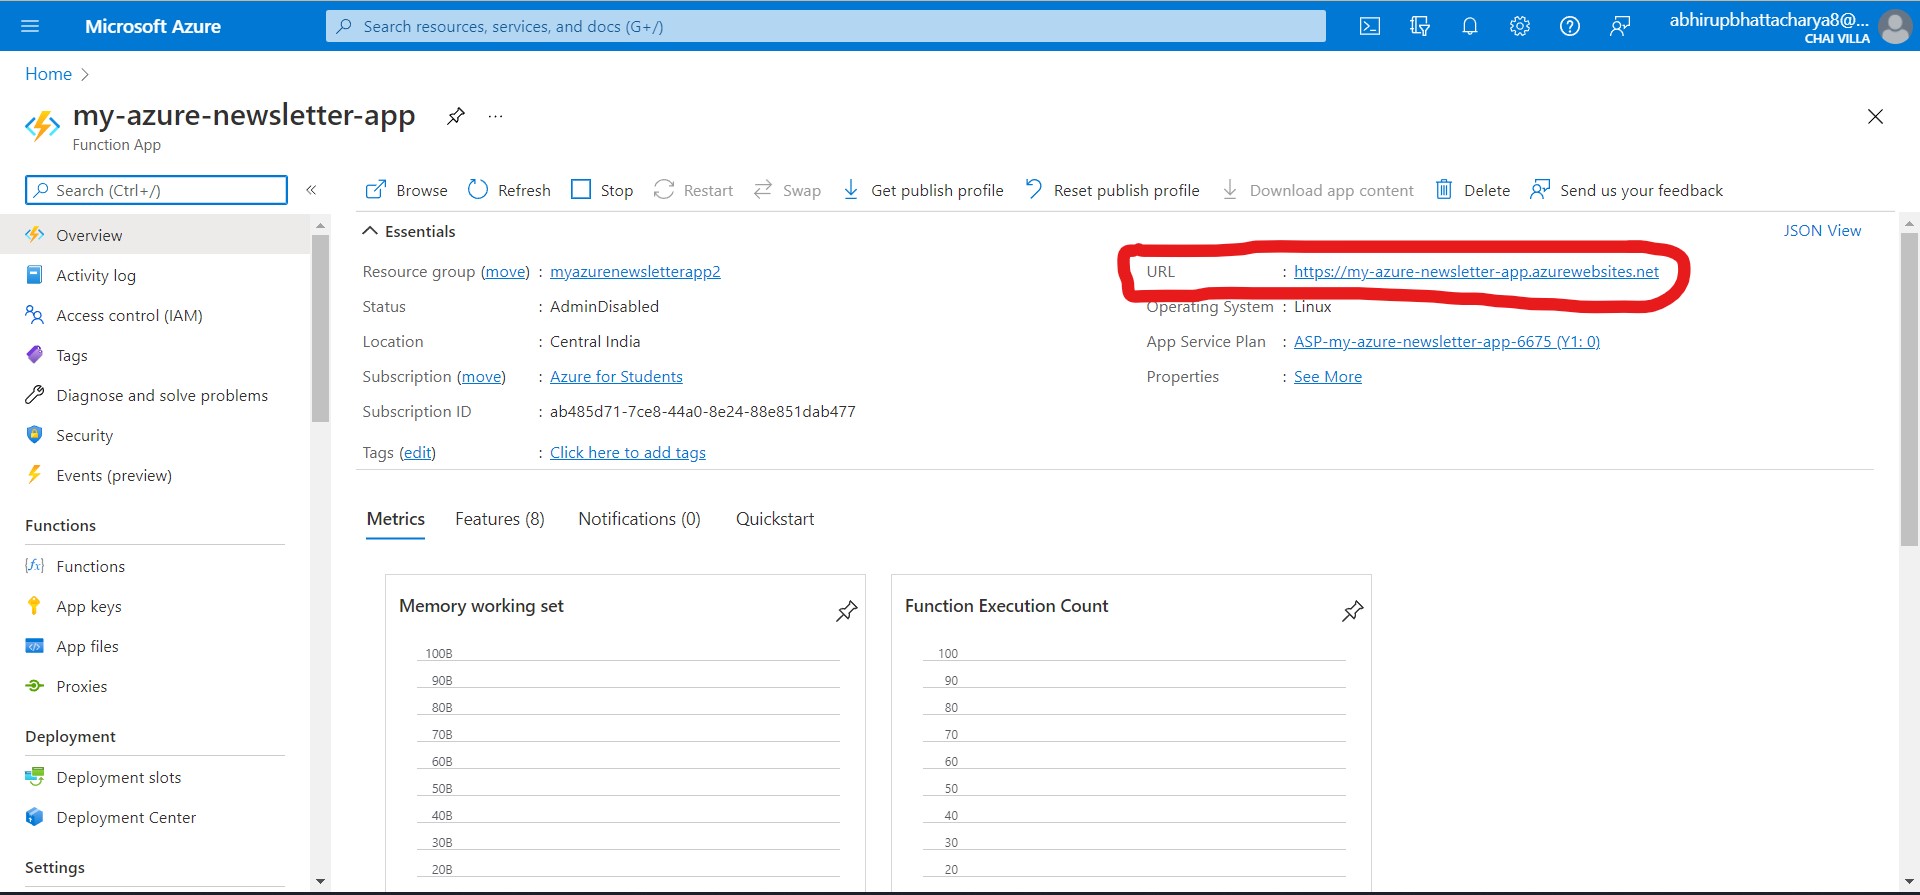 Microsoft Azure
Search resources, services, and docs (G+/)
abhirupbhattacharya8@...
CHAI VILLA
Home
my-azure-newsletter-app
...
Function App
Search (Ctrl+/)
«
Browse
Refresh
Stop
Restart
Swap
Get publish profile
Reset publish profile
Download app content
Delete
Send us your feedback
Overview
Activity log
Access control (IAM)
Tags
Diagnose and solve problems
Security
Events (preview)
Functions
Functions
App keys
App files
Proxies
Deployment
Deployment slots
Deployment Center
Settings
Essentials
JSON View
Resource group (move) : myazurenewsletterapp2
Status : AdminDisabled
Location : Central India
Subscription (move) : Azure for Students
Subscription ID : ab485d71-7ce8-44a0-8e24-88e851dab477
Tags (edit) : Click here to add tags
URL : https://my-azure-newsletter-app.azurewebsites.net
Operating System : Linux
App Service Plan : ASP-my-azure-newsletter-app-6675 (Y1: 0)
Properties : See More
Metrics
Features (8)
Notifications (0)
Quickstart
Memory working set
100B
90B
80B
70B
60B
50B
40B
30B
20B
Function Execution Count
100
90
80
70
60
50
40
30
20